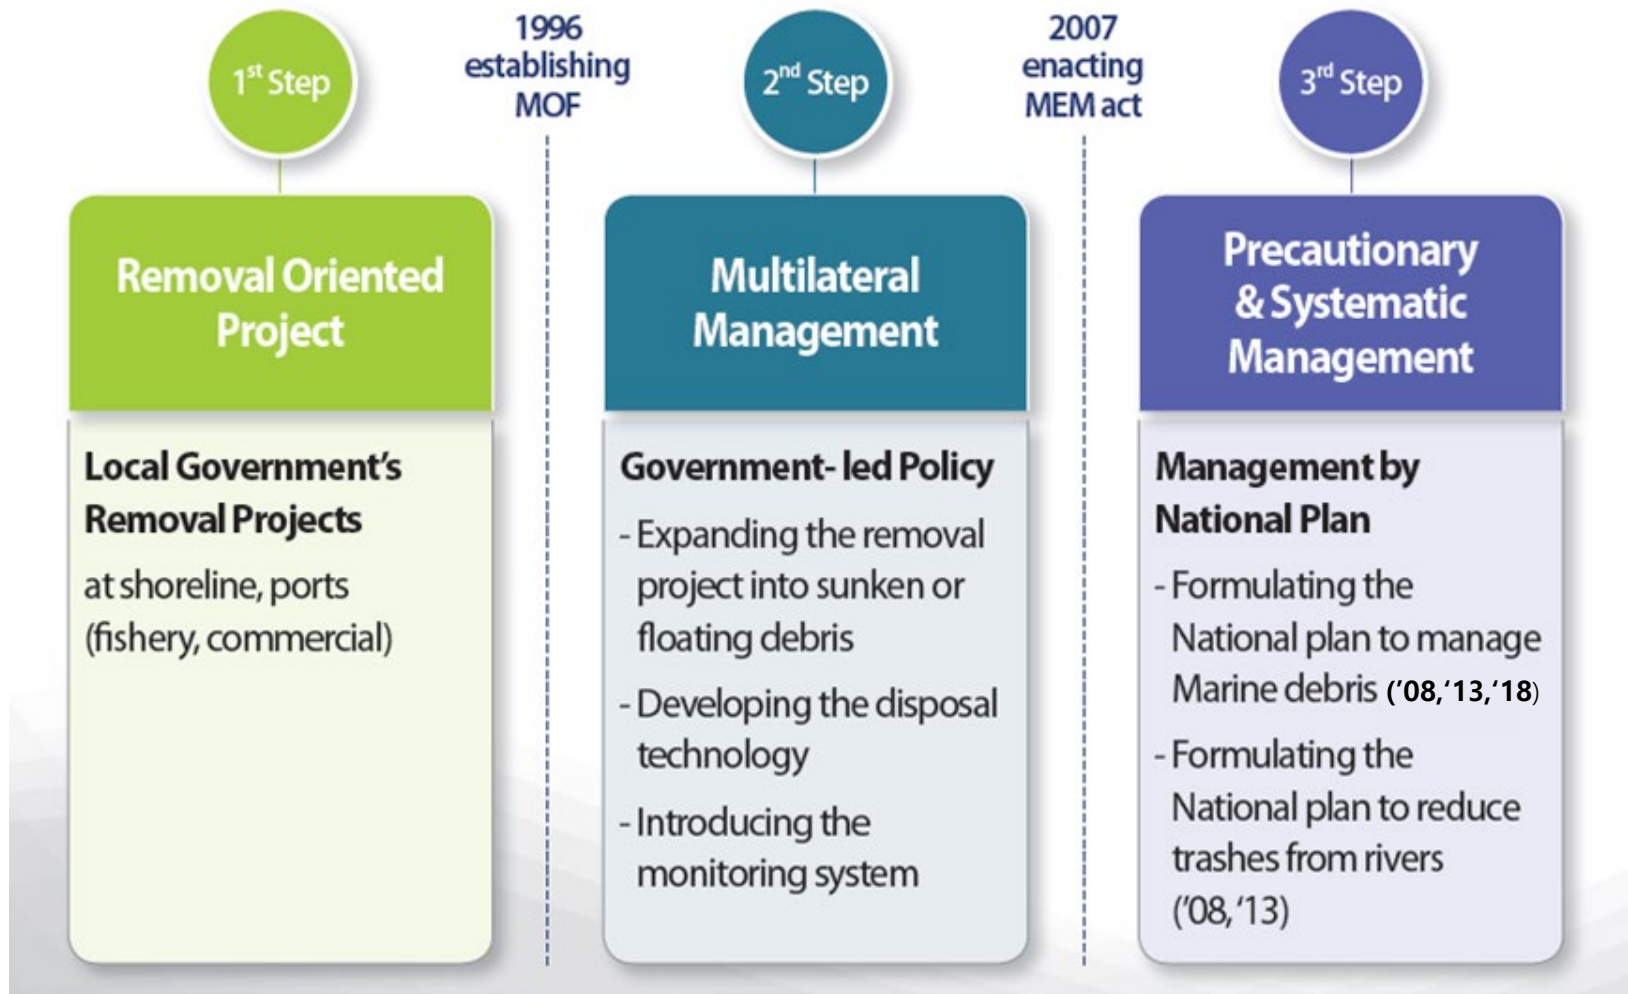 1st Step
1996
establishing
MOF
2nd Step
2007
enacting
MEM act
3rd Step
Removal Oriented
Project
Local Government’s
Removal Projects
at shoreline, ports
(fishery, commercial)
Multilateral
Management
Government- led Policy
- Expanding the removal
project into sunken or
floating debris
- Developing the disposal
technology
- Introducing the
monitoring system
Precautionary
& Systematic
Management
Management by
National Plan
- Formulating the
National plan to manage
Marine debris (’08,‘13,‘18)
- Formulating the
National plan to reduce
trashes from rivers
(’08, ‘13)